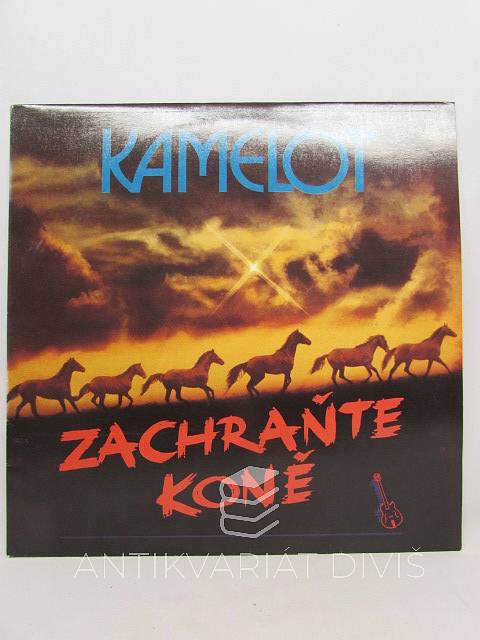 KAMELOT
ZACHRAŇTE
KONĚ
ANTIKVARIÁT DIVIŠ